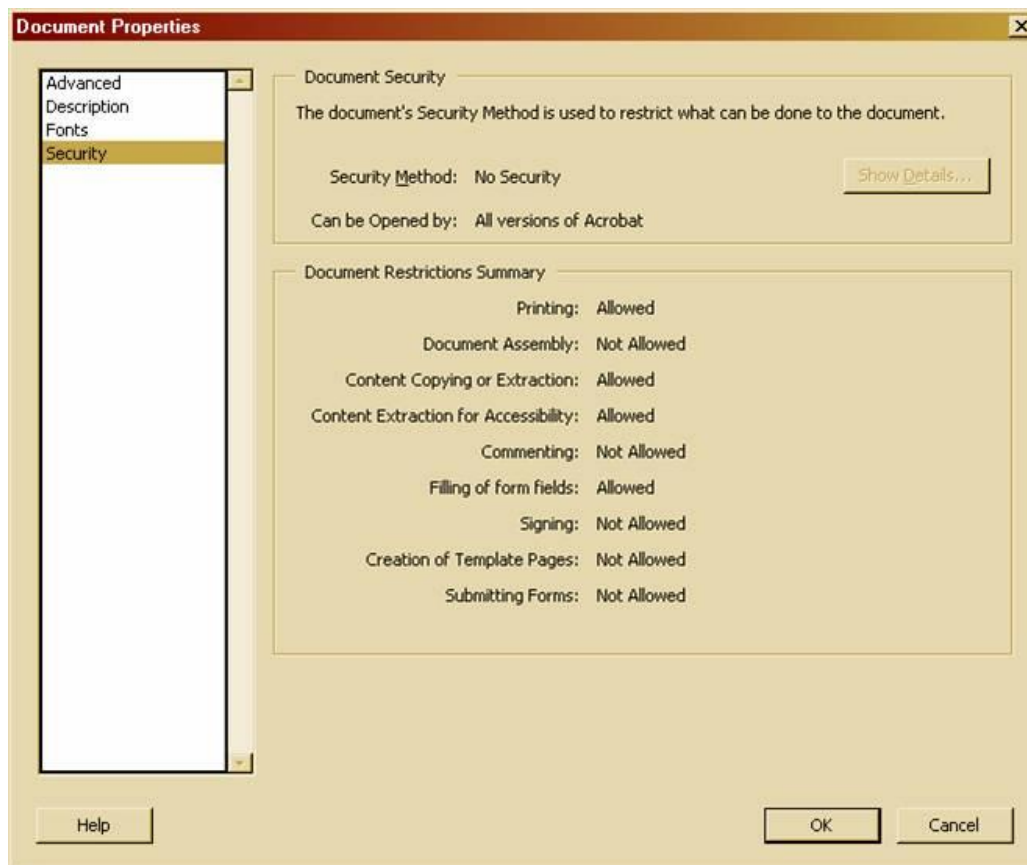 Document Properties
Advanced
Description
Fonts
Security
Document Security
The document's Security Method is used to restrict what can be done to the document.
Security Method: No Security
Show Details...
Can be Opened by: All versions of Acrobat
Document Restrictions Summary
Printing: Allowed
Document Assembly: Not Allowed
Content Copying or Extraction: Allowed
Content Extraction for Accessibility: Allowed
Commenting: Not Allowed
Filling of form fields: Allowed
Signing: Not Allowed
Creation of Template Pages: Not Allowed
Submitting Forms: Not Allowed
Help
OK
Cancel